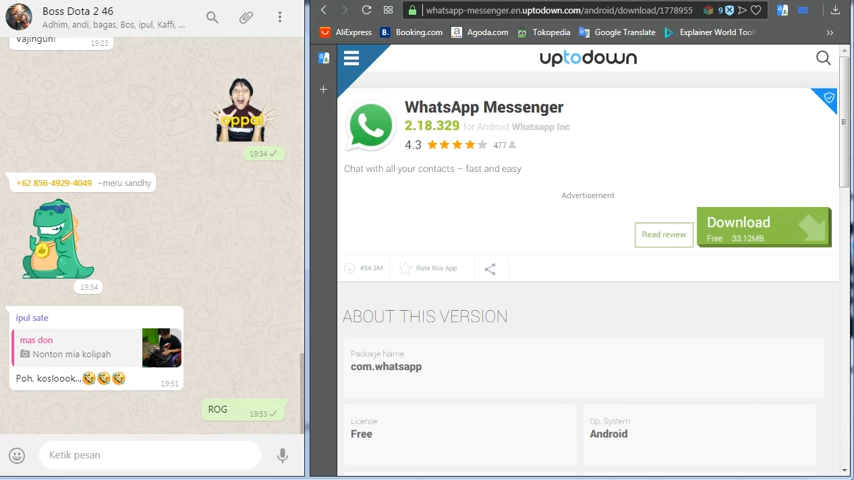 Boss Dota 2 46
Adhim, andi, bagas, Bos, ipul, Kaffi, ...
Vajingun!
19:23
oppai
19:34
+62 856-4929-4049 ~meru sandhy
19:34
ipul sate
mas don
Nonton mia kolipah
Poh, koslook...
19:51
ROG
19:53
Ketik pesan
whatsapp-messenger.en.uptodown.com/android/download/1778955
9
AliExpress
Booking.com
Agoda.com
Tokopedia
Google Translate
Explainer World Tool
uptodown
WhatsApp Messenger
2.18.329 for Android Whatsapp Inc
4.3
477
Chat with all your contacts – fast and easy
Advertisement
Read review
Download
Free 33.12MB
454.3M
Rate this App
ABOUT THIS VERSION
Package Name
com.whatsapp
License
Free
Op. System
Android